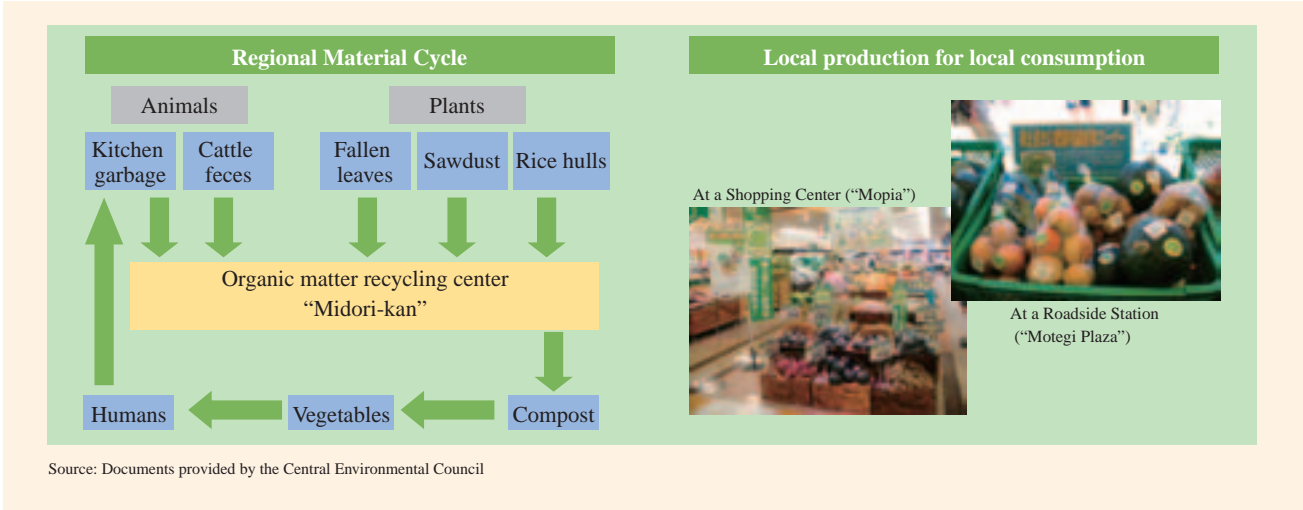 Regional Material Cycle
Animals
Plants
Kitchen
garbage
Cattle
feces
Fallen
leaves
Sawdust
Rice hulls
Organic matter recycling center
“Midori-kan”
Humans
Vegetables
Compost
Local production for local consumption
At a Shopping Center (“Mopia”)
At a Roadside Station
(“Motegi Plaza”)
Source: Documents provided by the Central Environmental Council